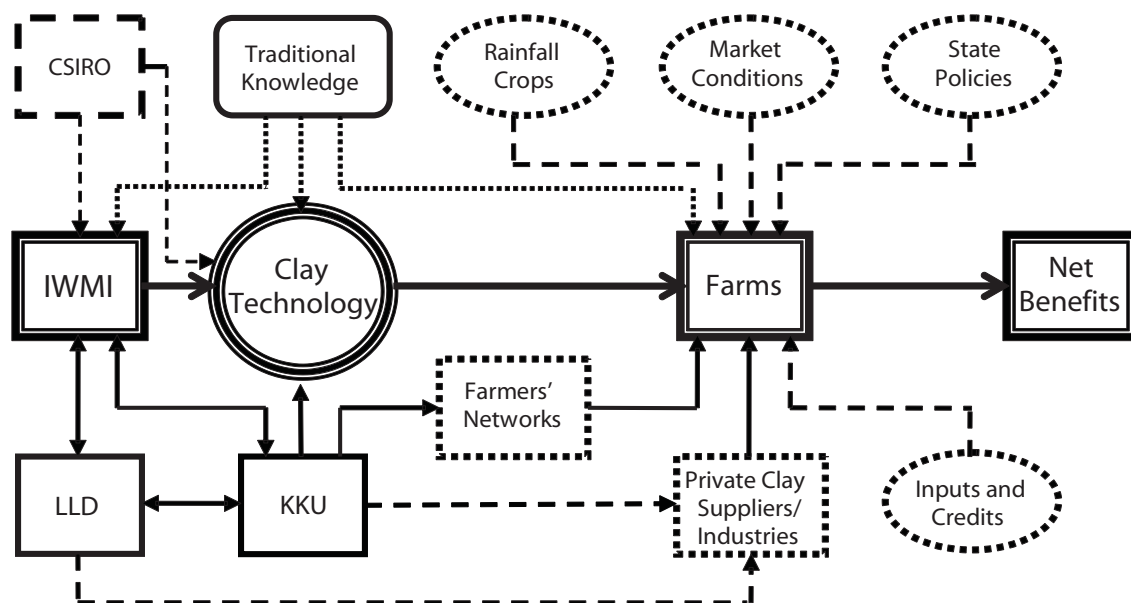 CSIRO
Traditional
Knowledge
Rainfall
Crops
Market
Conditions
State
Policies
IWMI
Clay
Technology
Farms
Net
Benefits
Farmers’
Networks
LLD
KKU
Private Clay
Suppliers/
Industries
Inputs and
Credits